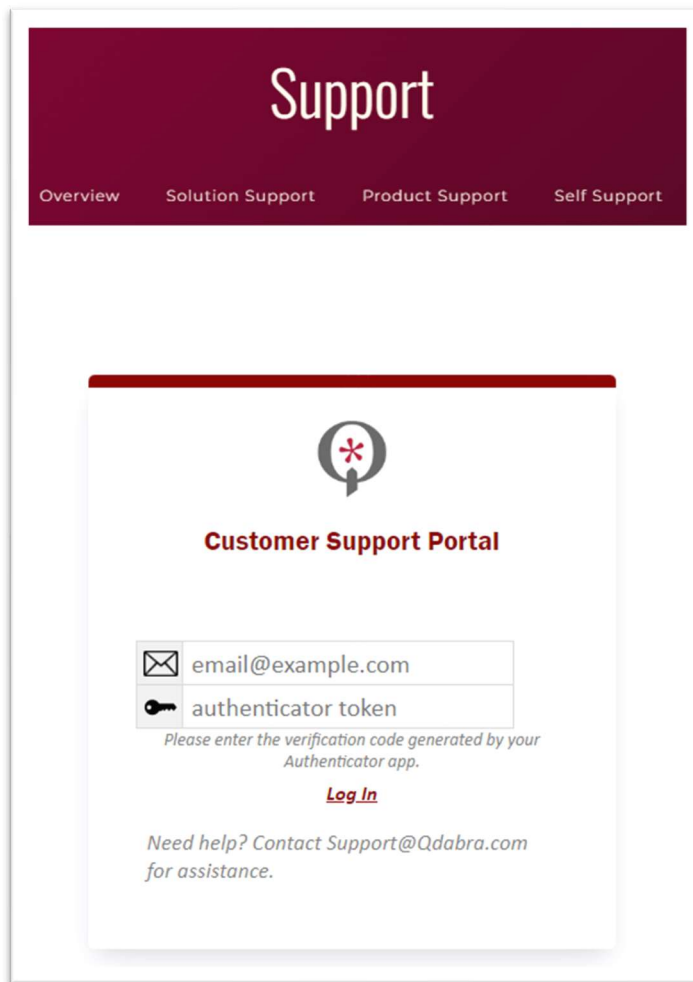 Support
Overview Solution Support Product Support Self Support
Customer Support Portal
email@example.com
authenticator token
Please enter the verification code generated by your
Authenticator app.
Log In
Need help? Contact Support@Qdabra.com
for assistance.